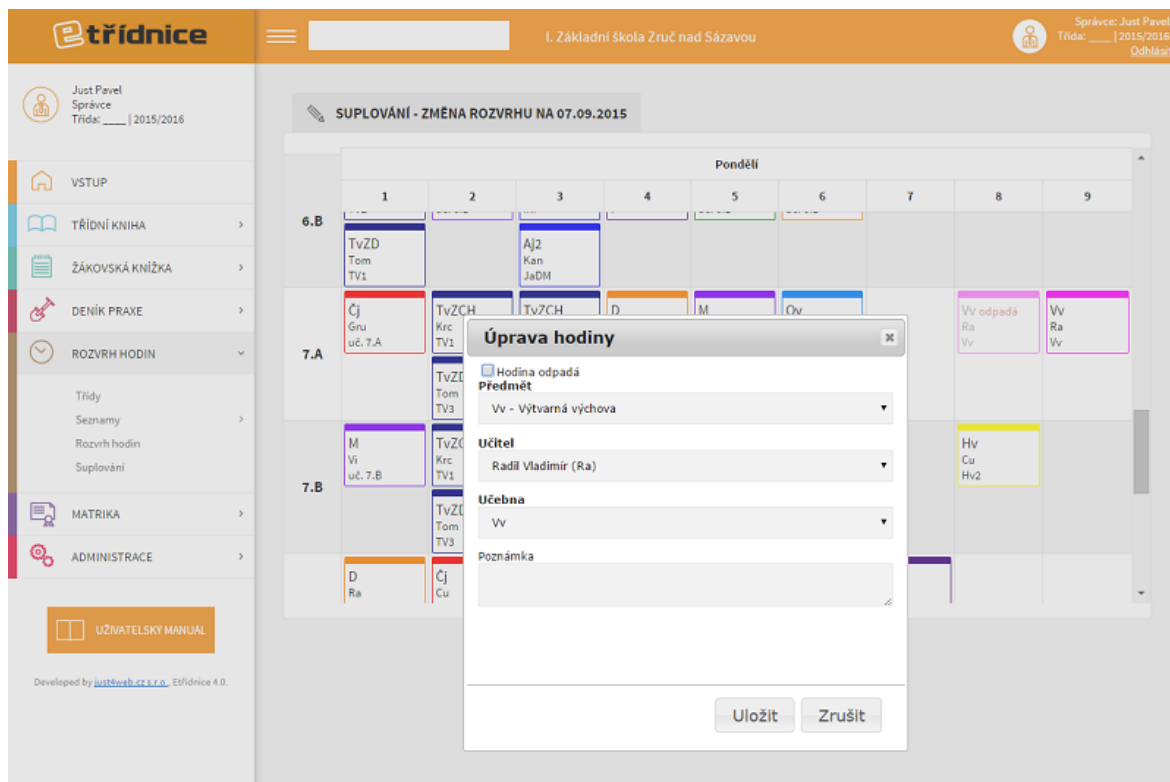 etřídnice
I. Základní škola Zruč nad Sázavou
Správce: Just Pavel
Třída: ____ | 2015/2016
Odhlásit
Just Pavel
Správce
Třída: ____ | 2015/2016
VSTUP
TŘÍDNÍ KNIHA
ŽÁKOVSKÁ KNÍŽKA
DENÍK PRAXE
ROZVRH HODIN
Třídy
Seznamy
Rozvrh hodin
Suplování
MATRIKA
ADMINISTRACE
UŽIVATELSKÝ MANUÁL
Developed by just4web.cz s.r.o., Etřídnice 4.0.
SUPLOVÁNÍ - ZMĚNA ROZVRHU NA 07.09.2015
Pondělí
1 2 3 4 5 6 7 8 9
6.B
TvZD
Tom
TV1
Aj2
Kan
JaDM
7.A
Čj
Gru
uč. 7.A
TvZCH
Krc
TV1
TvZCH
D
M
Ov
Vv odpadá
Ra
Vv
Vv
Ra
Vv
Tom
TV3
7.B
M
Vi
uč. 7.B
Krc
TV1
Hv
Cu
Hv2
Tom
TV3
D
Ra
Čj
Cu
Úprava hodiny
Hodina odpadá
Předmět
Vv - Výtvarná výchova
Učitel
Radil Vladimír (Ra)
Učebna
Vv
Poznámka
Uložit
Zrušit